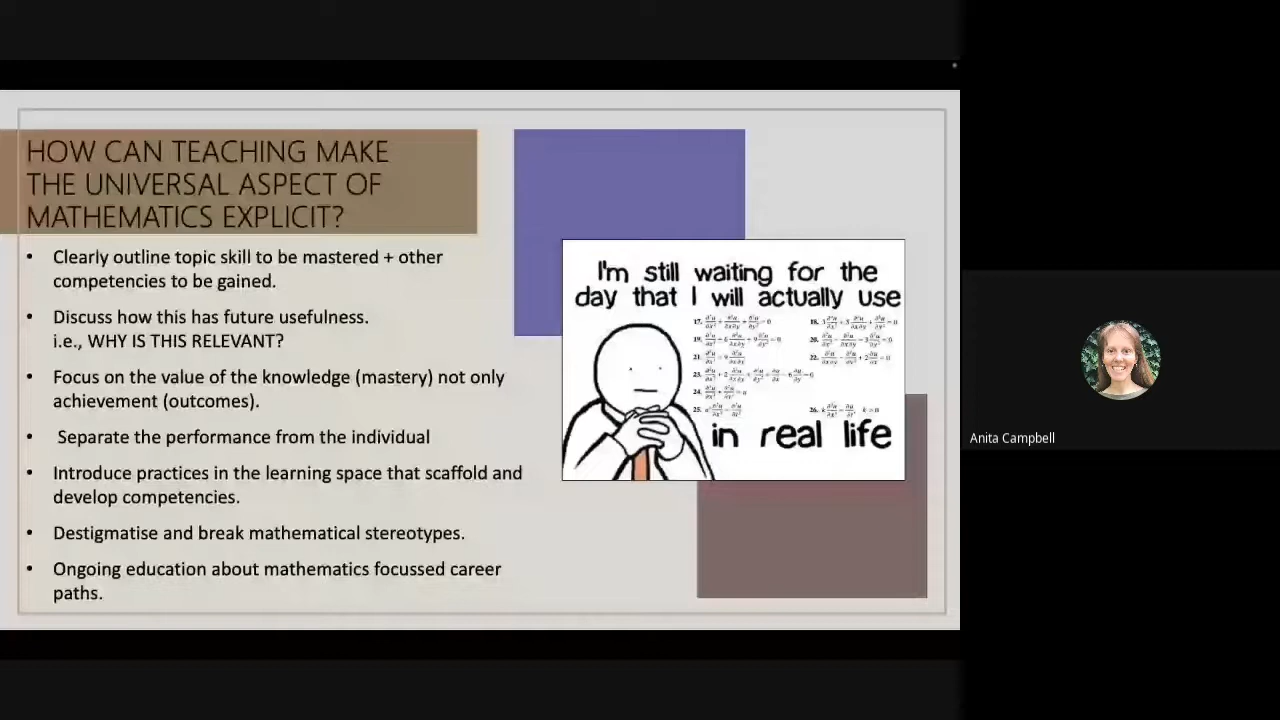 HOW CAN TEACHING MAKE
THE UNIVERSAL ASPECT OF
MATHEMATICS EXPLICIT?
• Clearly outline topic skill to be mastered + other
competencies to be gained.
• Discuss how this has future usefulness.
i.e., WHY IS THIS RELEVANT?
• Focus on the value of the knowledge (mastery) not only
achievement (outcomes).
• Separate the performance from the individual
• Introduce practices in the learning space that scaffold and
develop competencies.
• Destigmatise and break mathematical stereotypes.
• Ongoing education about mathematics focussed career
paths.
I'm still waiting for the
day that I will actually use
in real life
Anita Campbell